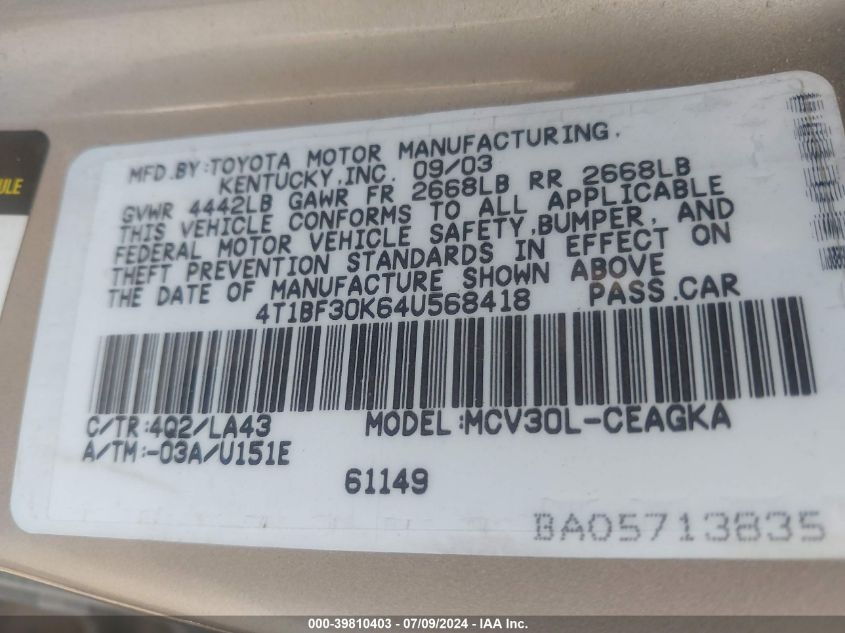 ULE
MFD.BY:TOYOTA MOTOR MANUFACTURING.
KENTUCKY,INC. 09/03
GVWR 4442LB GAWR FR 2668LB RR 2668LB
THIS VEHICLE CONFORMS TO ALL APPLICABLE
FEDERAL MOTOR VEHICLE SAFETY,BUMPER, AND
THEFT PREVENTION STANDARDS IN EFFECT ON
THE DATE OF MANUFACTURE SHOWN ABOVE
4T1BF30K64U568418 PASS.CAR
C/TR:4Q2/LA43 MODEL:MCV30L-CEAGKA
A/TM:-03A/U151E
61149
BA05713835
000-39810403 - 07/09/2024 - IAA Inc.